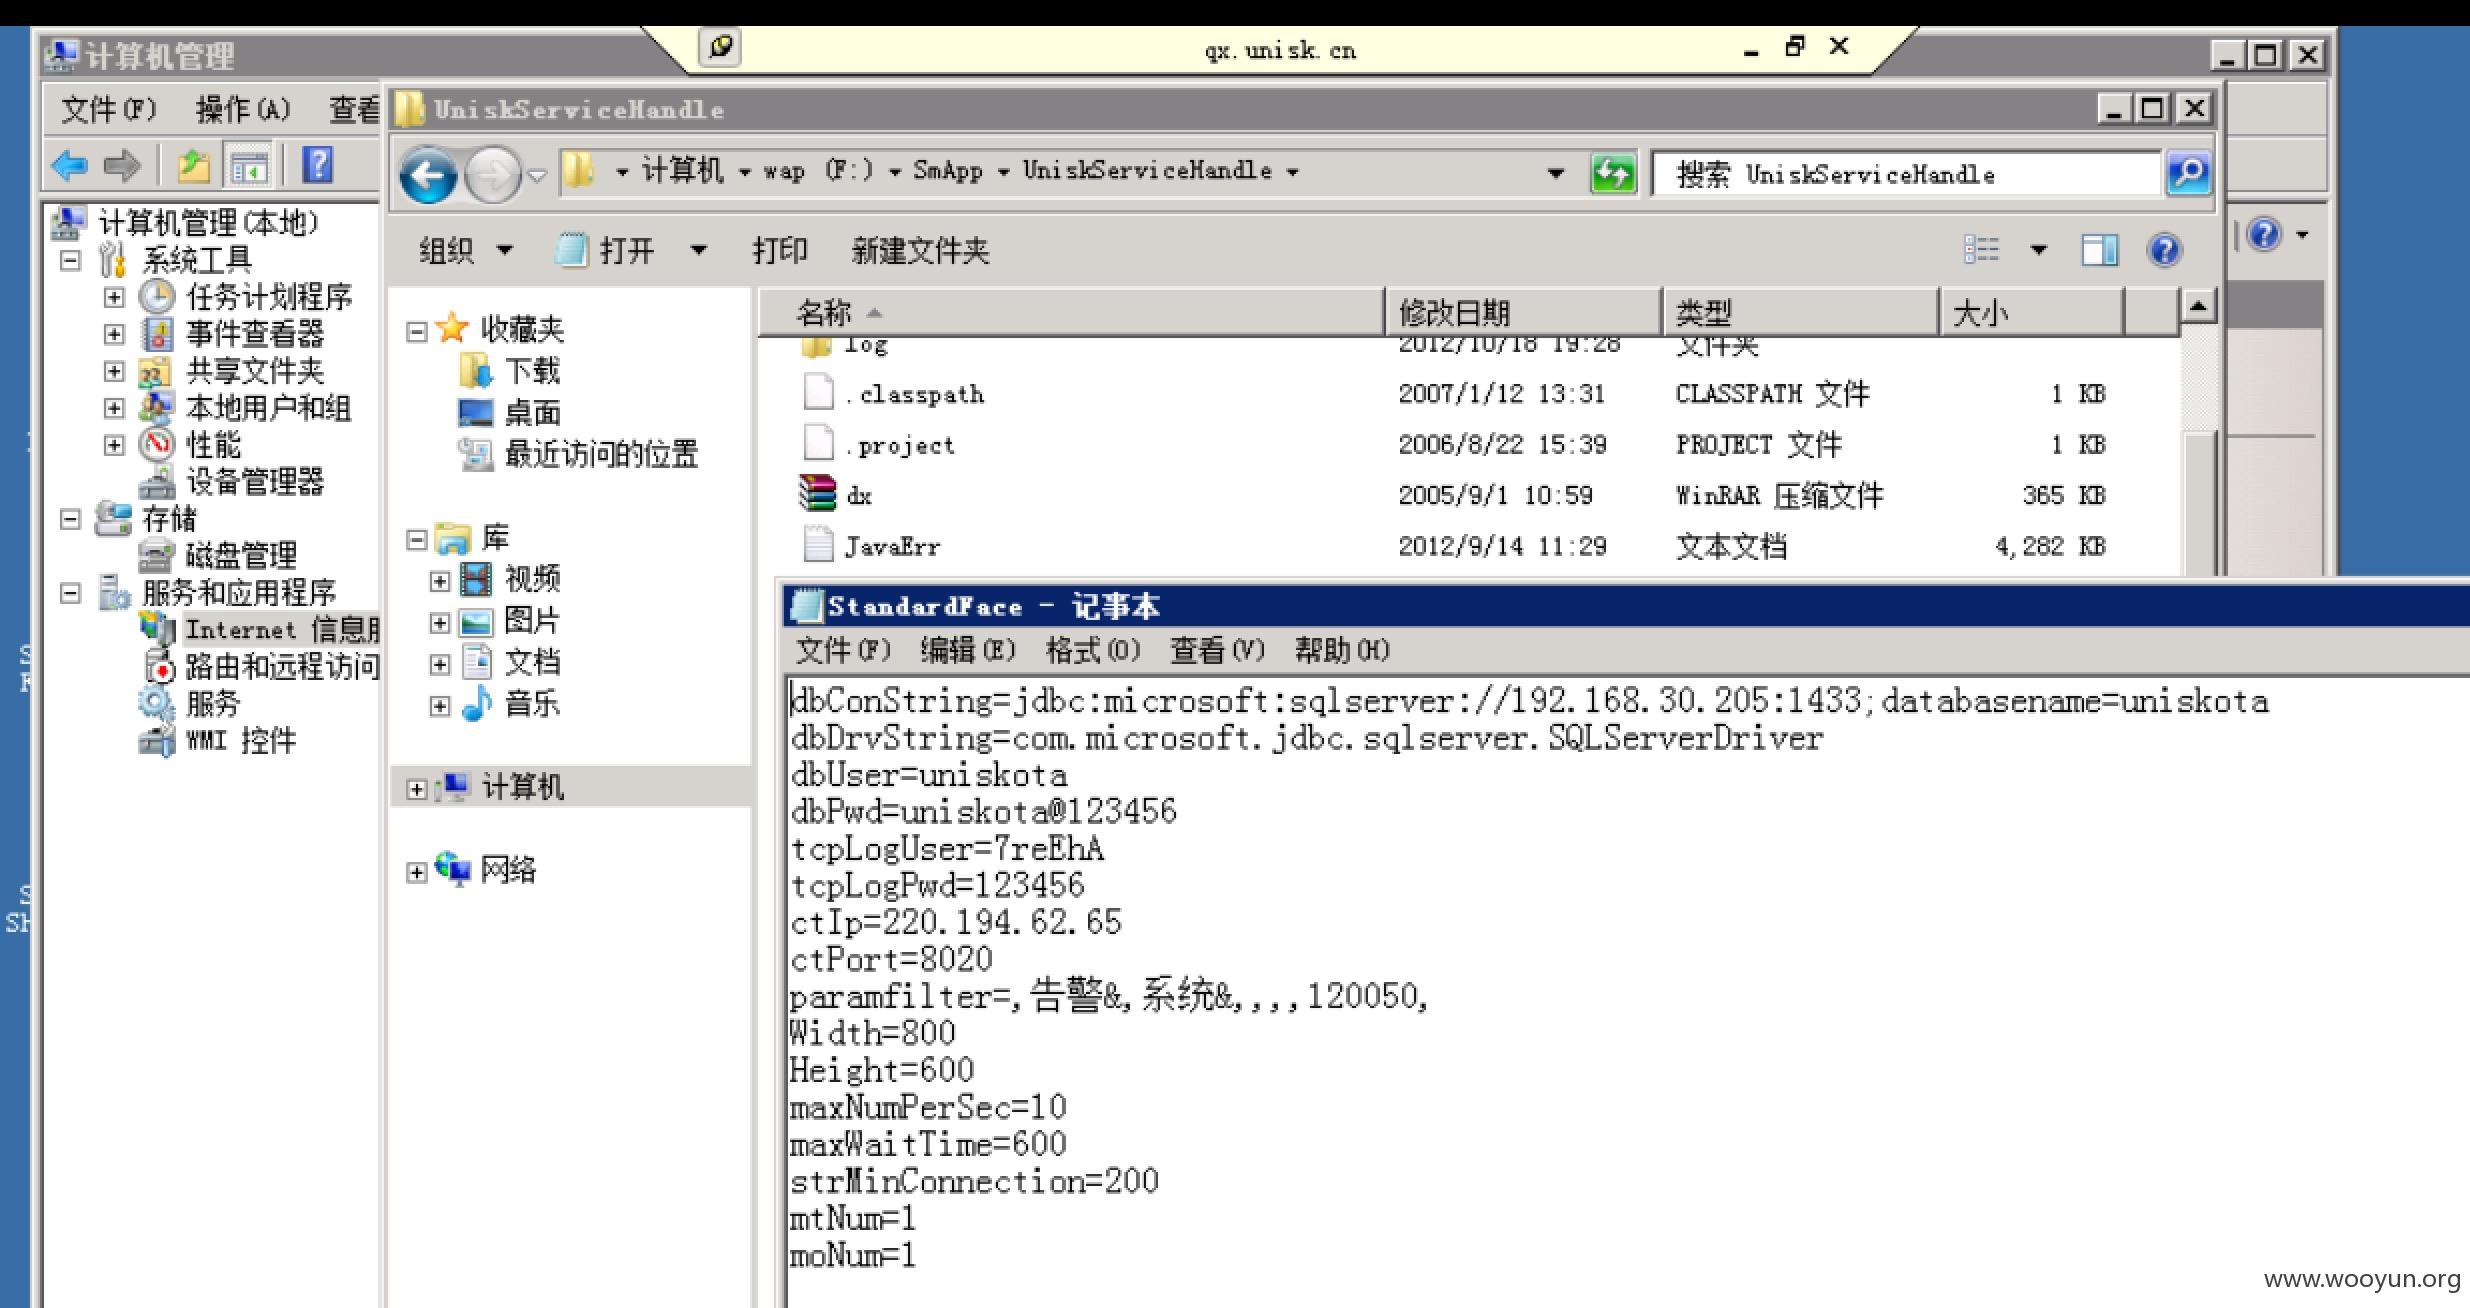 计算机管理
qx.unisk.cn
文件(F) 操作(A) 查看
UniskServiceHandle
计算机 wap (F:) SmApp UniskServiceHandle
搜索 UniskServiceHandle
组织 打开 打印 新建文件夹
计算机管理(本地)
系统工具
任务计划程序
事件查看器
共享文件夹
本地用户和组
性能
设备管理器
存储
磁盘管理
服务和应用程序
Internet 信息服
路由和远程访问
服务
WMI 控件
收藏夹
下载
桌面
最近访问的位置
库
视频
图片
文档
音乐
计算机
网络
名称 修改日期 类型 大小
log 2012/10/18 19:28 文件夹
.classpath 2007/1/12 13:31 CLASSPATH 文件 1 KB
.project 2006/8/22 15:39 PROJECT 文件 1 KB
dx 2005/9/1 10:59 WinRAR 压缩文件 365 KB
JavaErr 2012/9/14 11:29 文本文档 4,282 KB
StandardFace - 记事本
文件(F) 编辑(E) 格式(O) 查看(V) 帮助(H)
dbConString=jdbc:microsoft:sqlserver://192.168.30.205:1433;databasename=uniskota
dbDrvString=com.microsoft.jdbc.sqlserver.SQLServerDriver
dbUser=uniskota
dbPwd=uniskota@123456
tcpLogUser=7reEhA
tcpLogPwd=123456
ctIp=220.194.62.65
ctPort=8020
paramfilter=,告警&,系统&,,,,120050,
Width=800
Height=600
maxNumPerSec=10
maxWaitTime=600
strMinConnection=200
mtNum=1
moNum=1
www.wooyun.org